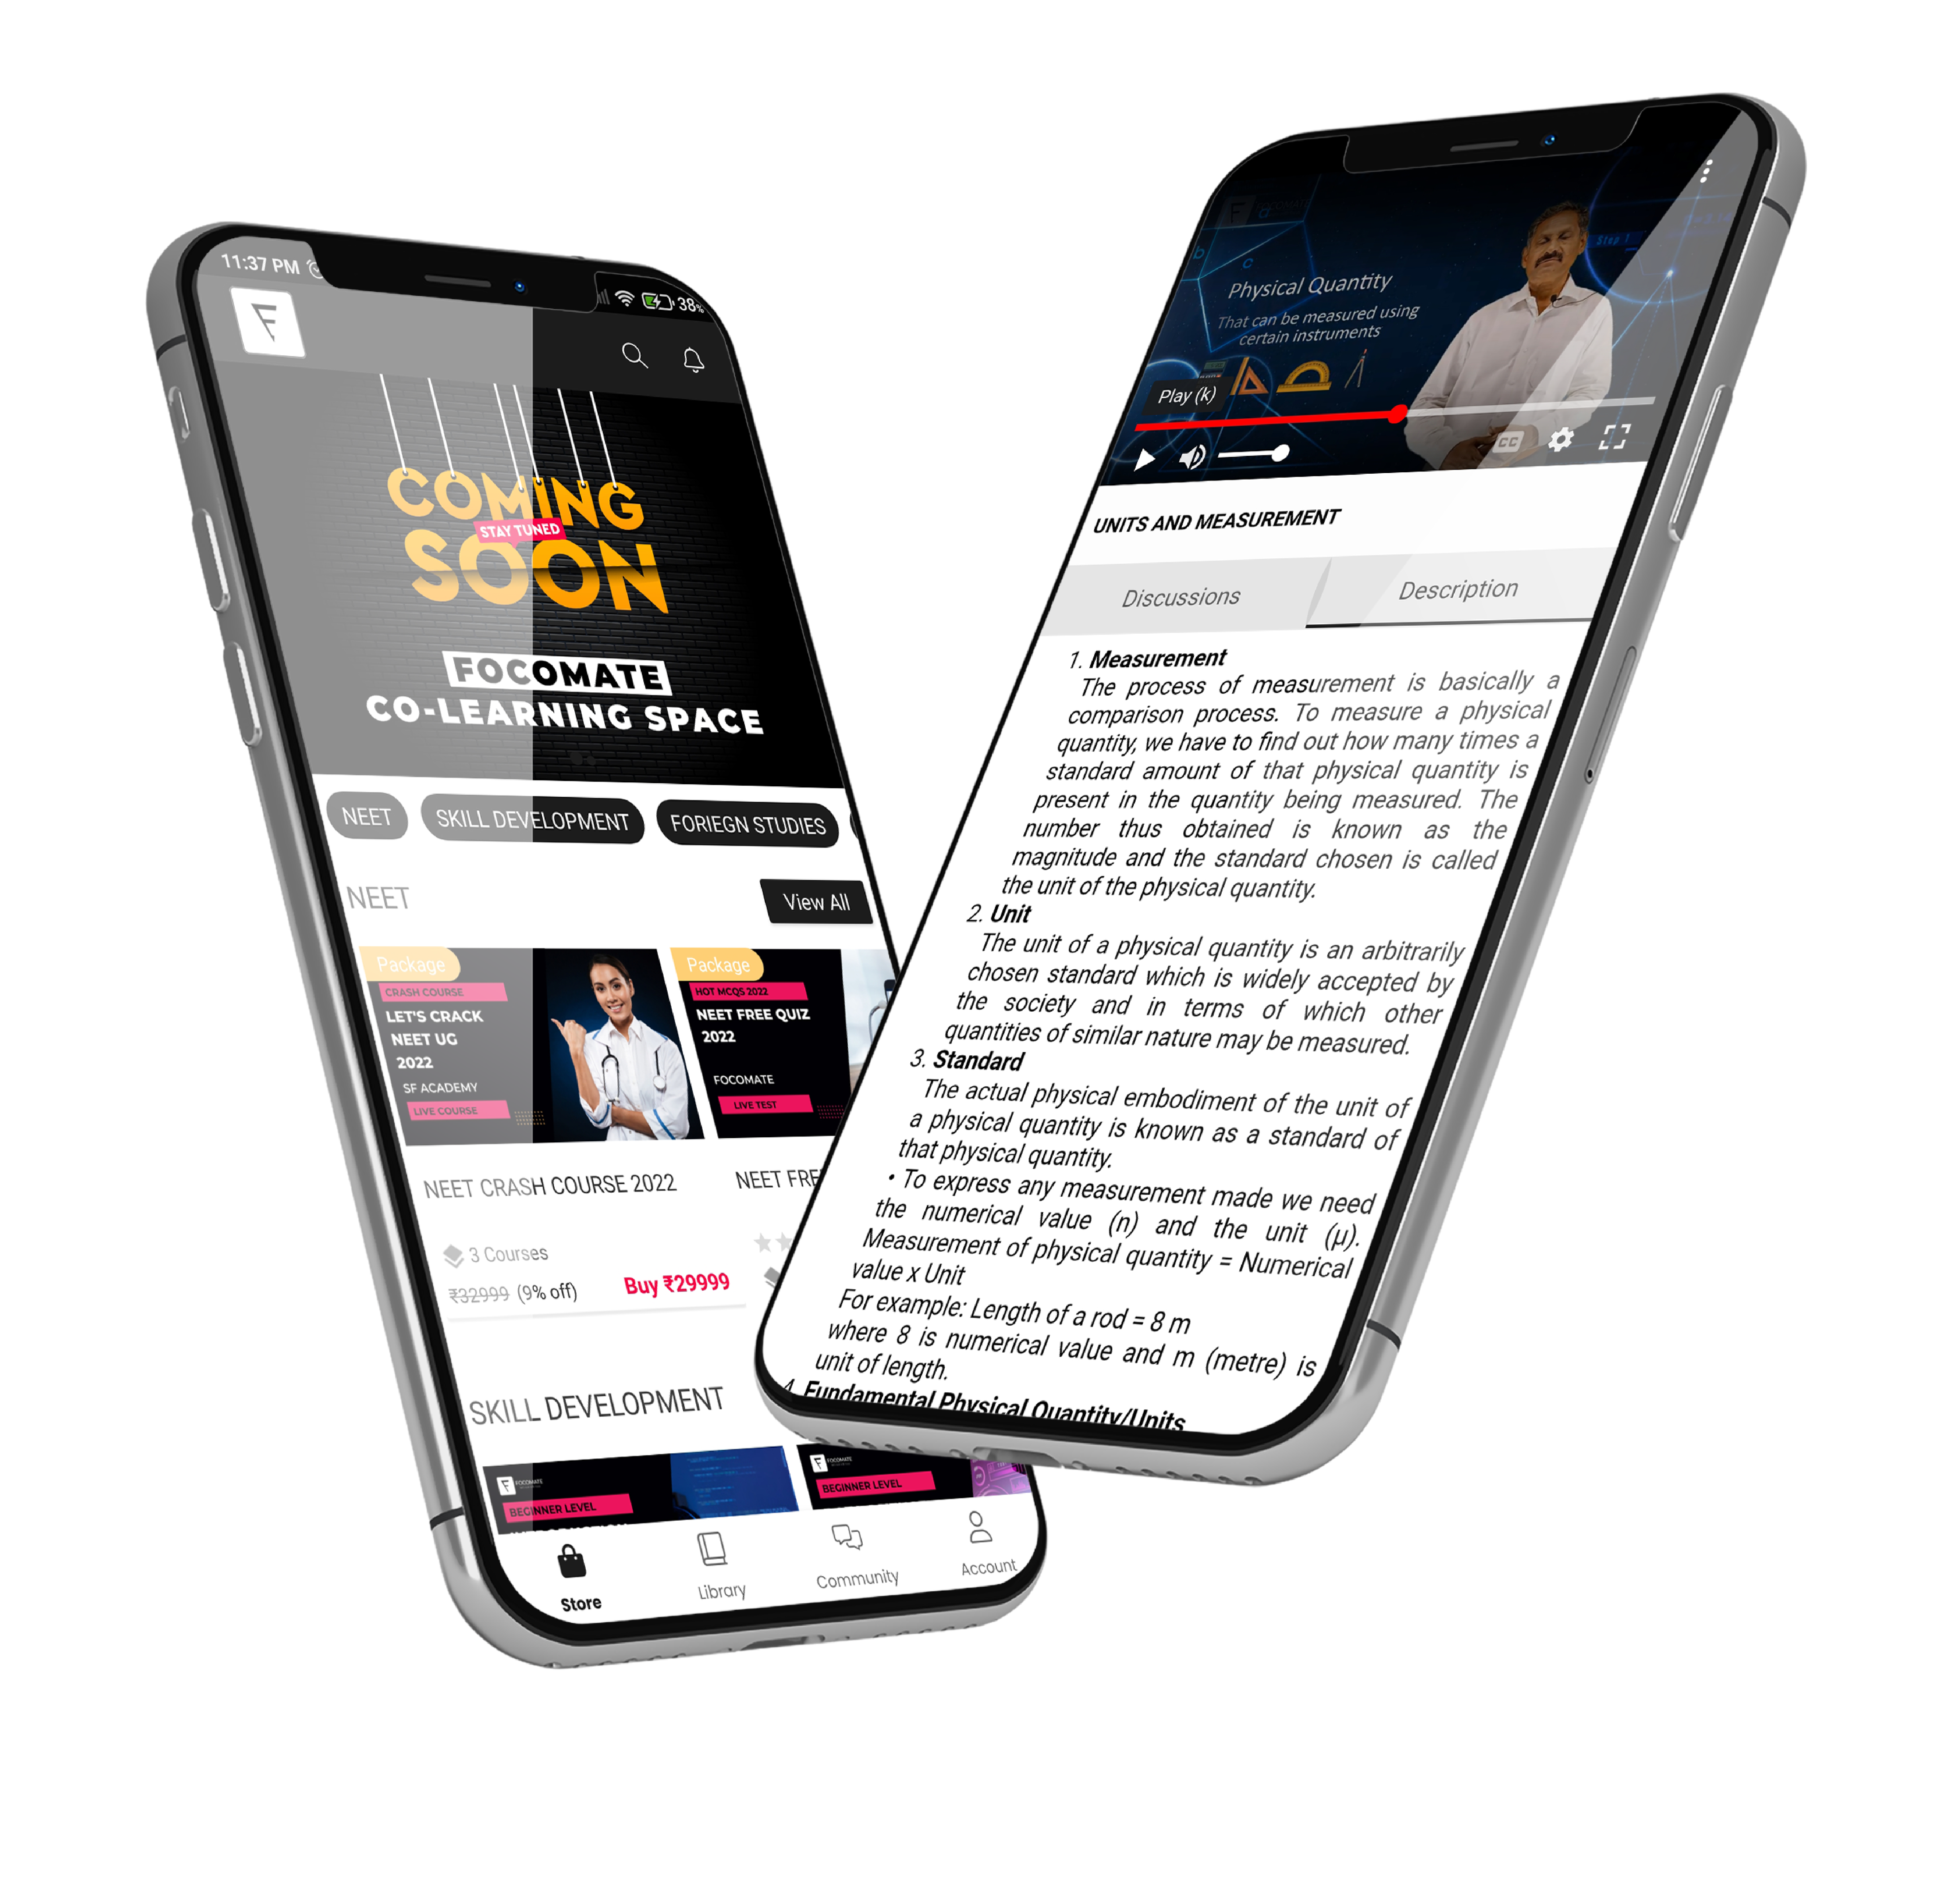 11:37 PM
38%
F
COMING
STAY TUNED
SOON
FOCOMATE
CO-LEARNING SPACE
NEET
SKILL DEVELOPMENT
FORIEGN STUDIES
NEET
View All
Package
CRASH COURSE
LET'S CRACK
NEET UG
2022
SF ACADEMY
LIVE COURSE
Package
HOT MCQS 2022
NEET FREE QUIZ
2022
FOCOMATE
LIVE TEST
NEET CRASH COURSE 2022
3 Courses
₹32999 (9% off)
Buy ₹29999
NEET FRE
SKILL DEVELOPMENT
FOCOMATE
BEGINNER LEVEL
FOCOMATE
BEGINNER LEVEL
Store
Library
Community
Account
Physical Quantity
That can be measured using
certain instruments
Step 1
b
c
a
Play (k)
CC
UNITS AND MEASUREMENT
Discussions
Description
1. Measurement
The process of measurement is basically a
comparison process. To measure a physical
quantity, we have to find out how many times a
standard amount of that physical quantity is
present in the quantity being measured. The
number thus obtained is known as the
magnitude and the standard chosen is called
the unit of the physical quantity.
2. Unit
The unit of a physical quantity is an arbitrarily
chosen standard which is widely accepted by
the society and in terms of which other
quantities of similar nature may be measured.
3. Standard
The actual physical embodiment of the unit of
a physical quantity is known as a standard of
that physical quantity.
• To express any measurement made we need
the numerical value (n) and the unit (μ).
Measurement of physical quantity = Numerical
value x Unit
For example: Length of a rod = 8 m
where 8 is numerical value and m (metre) is
unit of length.
4. Fundamental Physical Quantity/Units